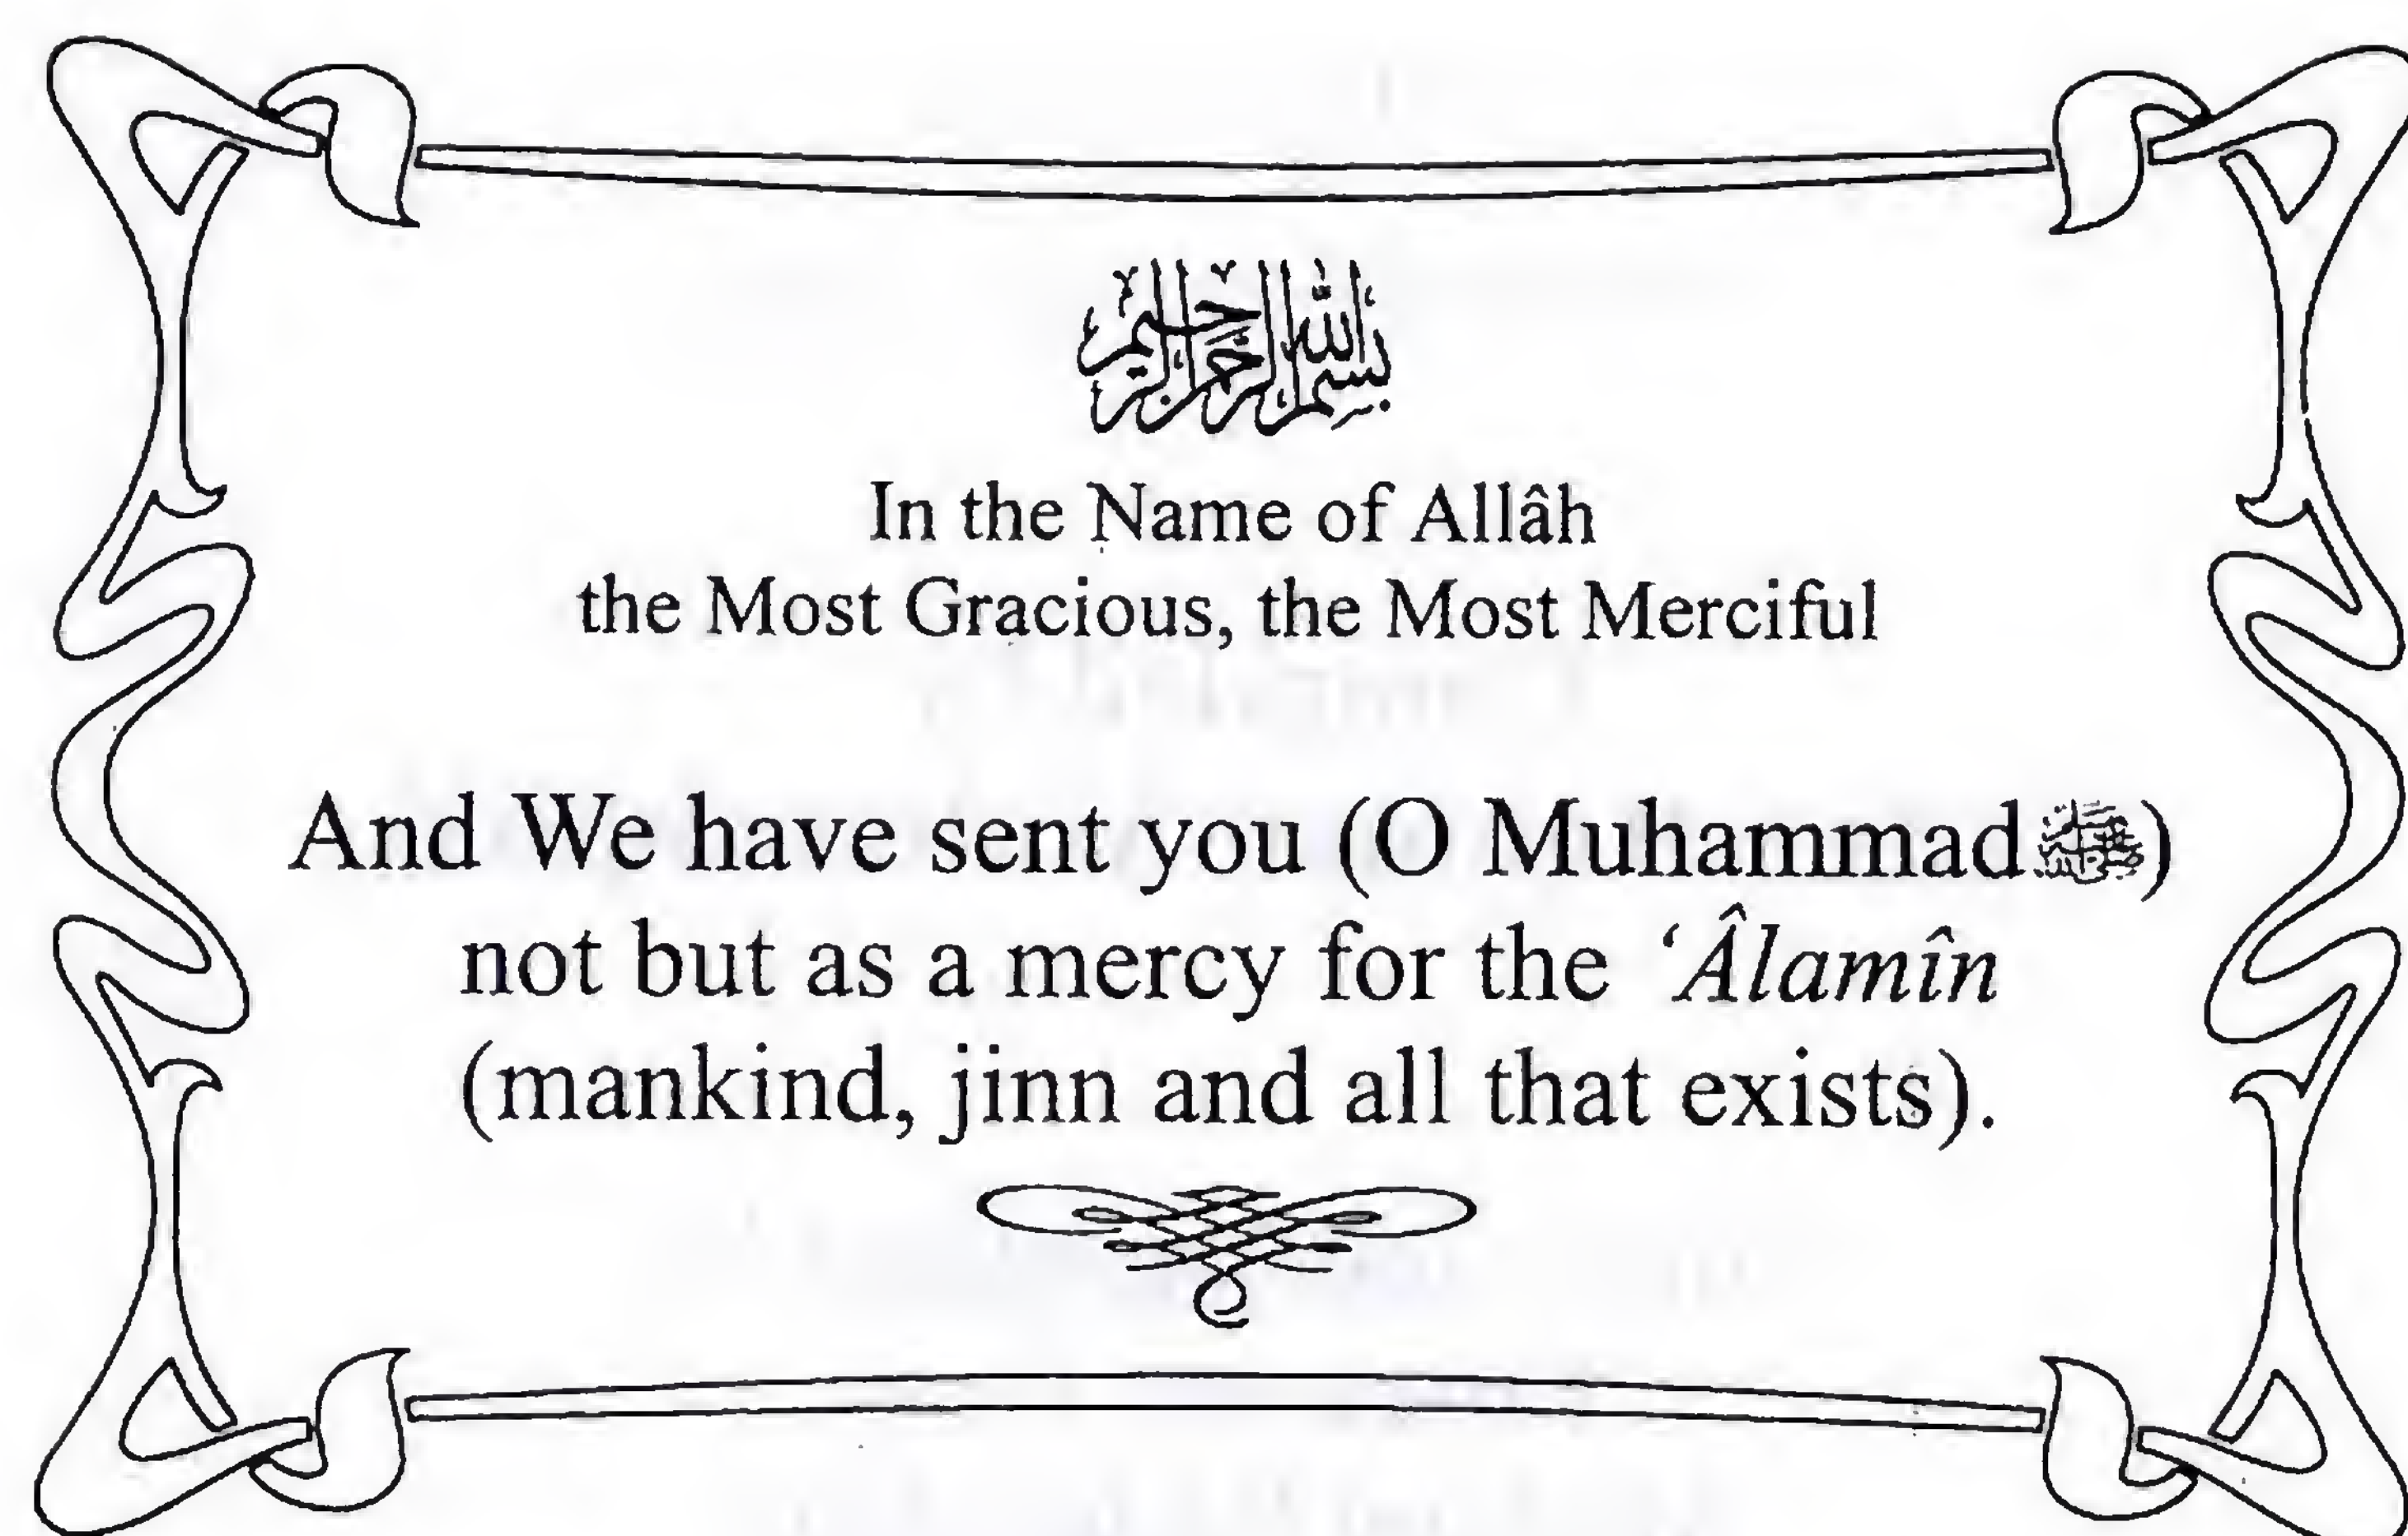 بسم الله الرحمن الرحيم
In the Name of Allâh
the Most Gracious, the Most Merciful
And We have sent you (O Muhammad ﷺ)
not but as a mercy for the ‘Âlamîn
(mankind, jinn and all that exists).